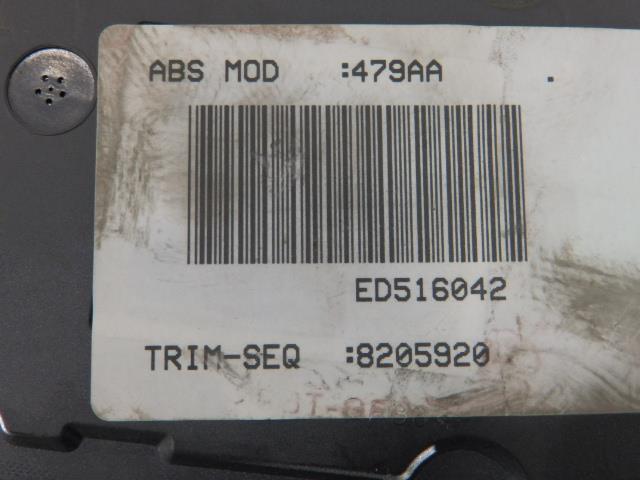 ABS MOD :479AA .
ED516042
TRIM-SEQ :8205920